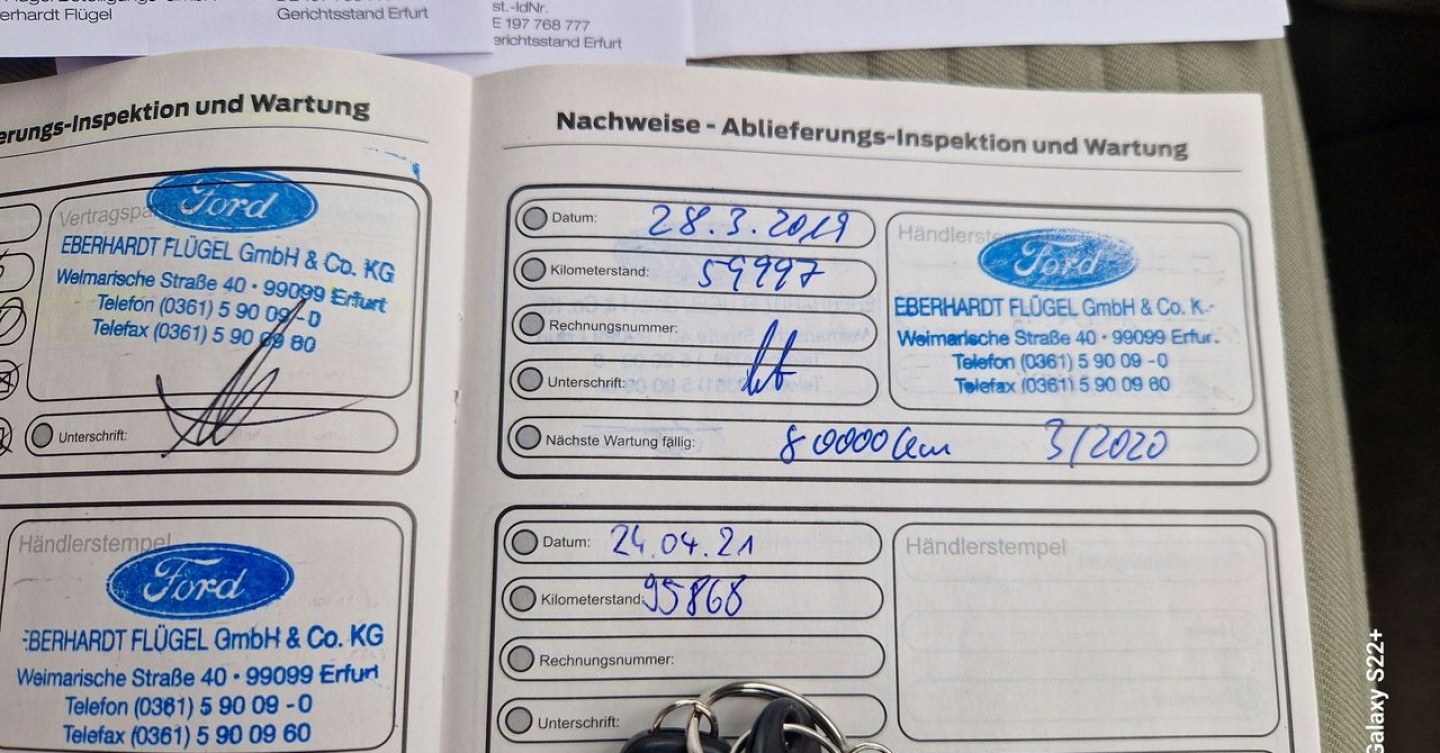 erhardt Flügel
Gerichtsstand Erfurt
st.-IdNr.
E 197 768 777
erichtsstand Erfurt
erungs-Inspektion und Wartung
Vertragspa
Ford
EBERHARDT FLÜGEL GmbH & Co. KG
Weimarische Straße 40 • 99099 Erfurt
Telefon (0361) 5 90 09 -0
Telefax (0361) 5 90 09 60
Unterschrift:
Händlerstempel
Ford
EBERHARDT FLÜGEL GmbH & Co. KG
Weimarische Straße 40 • 99099 Erfurt
Telefon (0361) 5 90 09 -0
Telefax (0361) 5 90 09 60
Nachweise - Ablieferungs-Inspektion und Wartung
Datum: 28.3.2019
Kilometerstand: 59997
Rechnungsnummer:
Unterschrift:
Händlerste
Ford
EBERHARDT FLÜGEL GmbH & Co. K
Weimarische Straße 40 • 99099 Erfur
Telefon (0361) 5 90 09 -0
Telefax (0361) 5 90 09 60
Nächste Wartung fällig: 80000 km 3/2020
Datum: 24.04.21
Kilometerstand: 95868
Rechnungsnummer:
Unterschrift:
Händlerstempel
Galaxy S22+